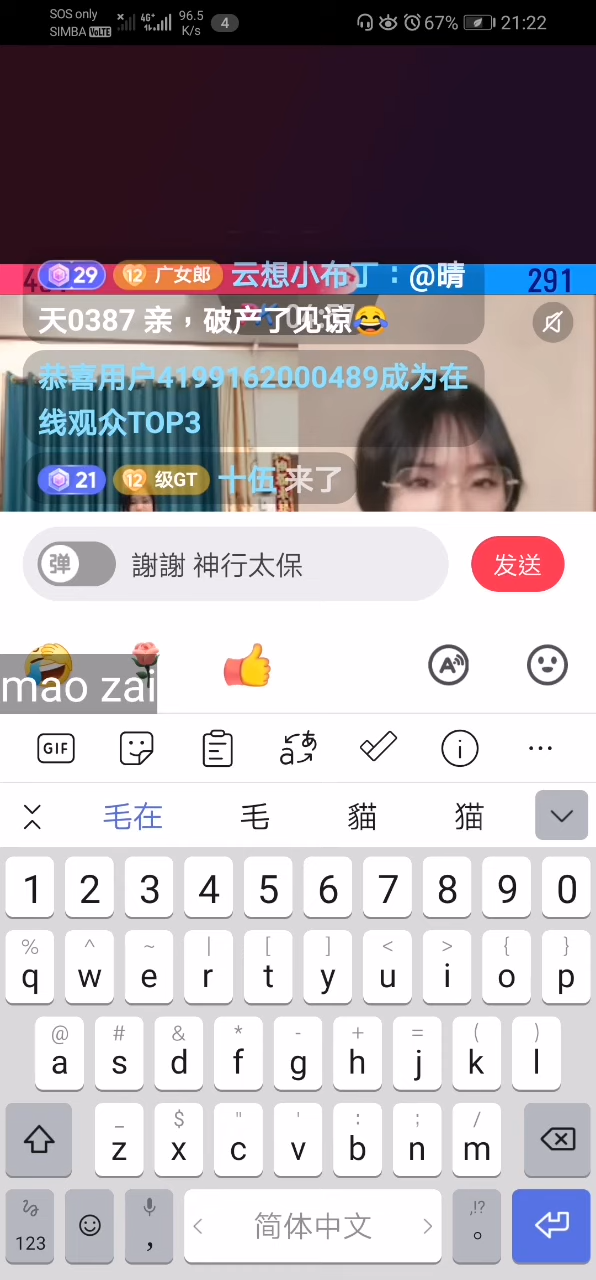 SOS only
SIMBA VoLTE
4G+
96.5 K/s
4
67%
21:22
29 12 广女郎 云想小布丁：@晴
天0387 亲，破产了见谅😂
291
恭喜用户4199162000489成为在
线观众TOP3
21 12 级GT 十伍 来了
弹 謝謝 神行太保 发送
mao zai
GIF
毛在 毛 貓 猫
1 2 3 4 5 6 7 8 9 0
% ^ ~ | [ ] < > { }
q w e r t y u i o p
@ # & * - + = ( )
a s d f g h j k l
_ $ " ' : ; /
z x c v b n m
123 , 简体中文 ,!? 。